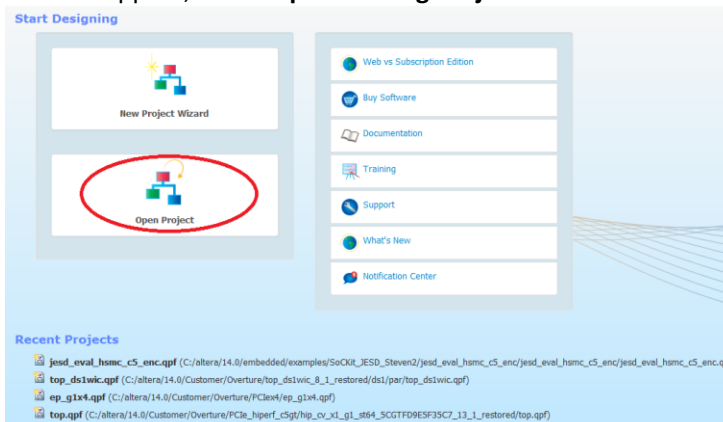 Start Designing
New Project Wizard
Open Project
Web vs Subscription Edition
Buy Software
Documentation
Training
Support
What's New
Notification Center
Recent Projects
jesd_eval_hsmc_c5_enc.qpf (C:/altera/14.0/embedded/examples/SoCKit_JESD_Steven2/jesd_eval_hsmc_c5_enc/jesd_eval_hsmc_c5_enc/jesd_eval_hsmc_c5_enc.q
top_ds1wic.qpf (C:/altera/14.0/Customer/Overture/top_ds1wic_8_1_restored/ds1/par/top_ds1wic.qpf)
ep_g1x4.qpf (C:/altera/14.0/Customer/Overture/PCIex4/ep_g1x4.qpf)
top.qpf (C:/altera/14.0/Customer/Overture/PCIe_hiperf_c5gt/hip_cv_x1_g1_st64_5CGTFD9E5F35C7_13_1_restored/top.qpf)